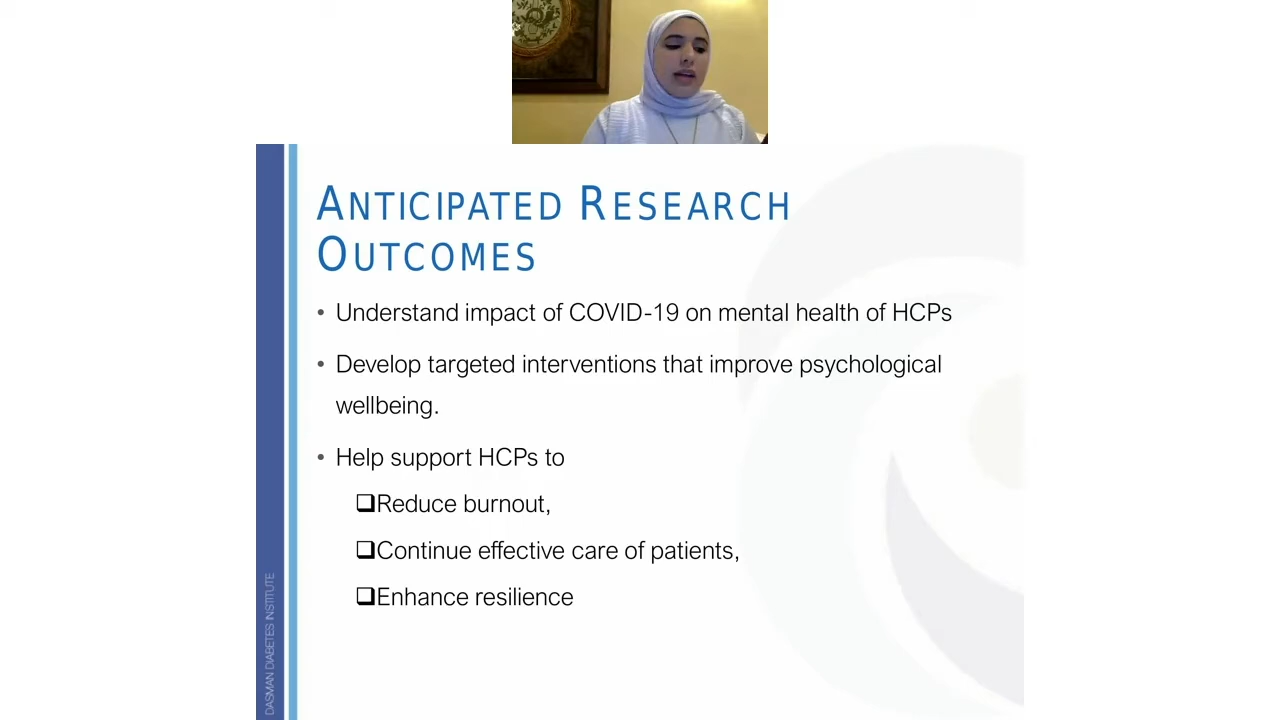 ANTICIPATED RESEARCH
OUTCOMES
• Understand impact of COVID-19 on mental health of HCPs
• Develop targeted interventions that improve psychological
wellbeing.
• Help support HCPs to
❑Reduce burnout,
❑Continue effective care of patients,
❑Enhance resilience
DASMAN DIABETES INSTITUTE